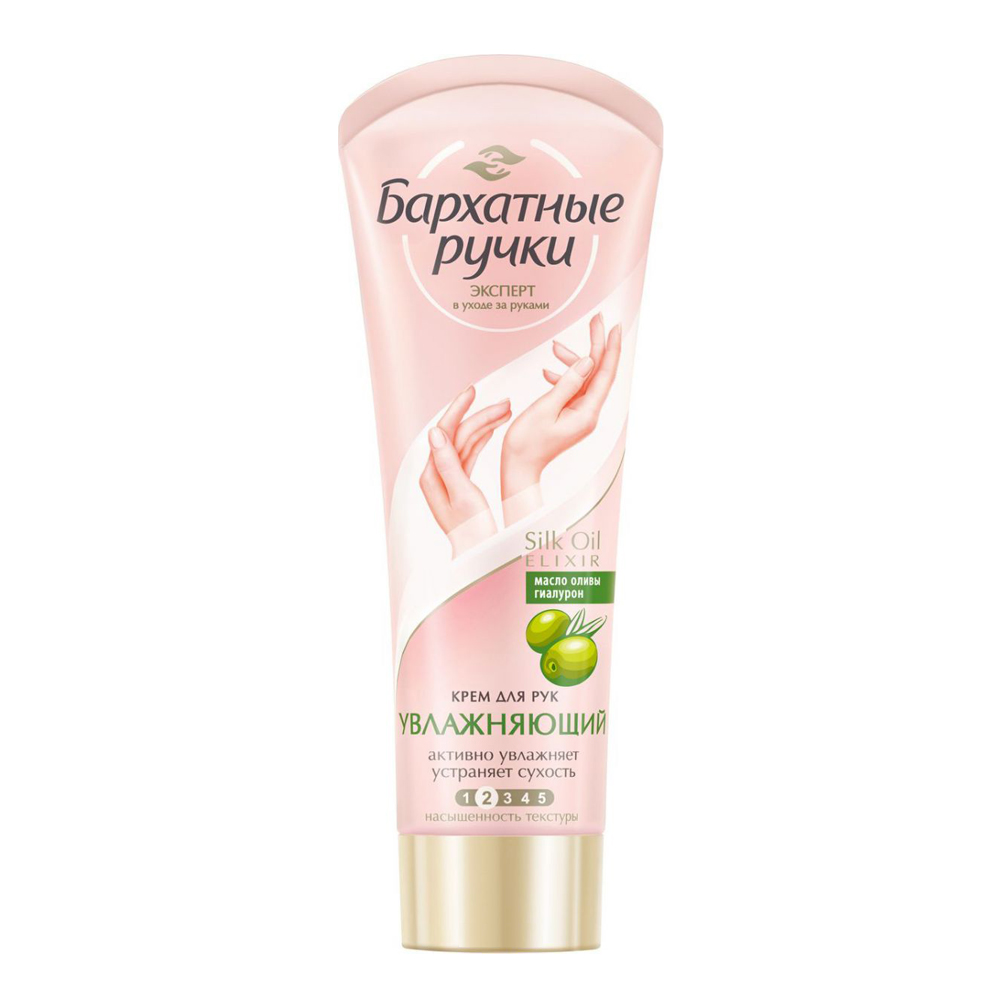 Бархатные
ручки
ЭКСПЕРТ
в уходе за руками
Silk Oil
ELIXIR
масло оливы
гиалурон
КРЕМ ДЛЯ РУК
УВЛАЖНЯЮЩИЙ
активно увлажняет
устраняет сухость
1 2 3 4 5
насыщенность текстуры